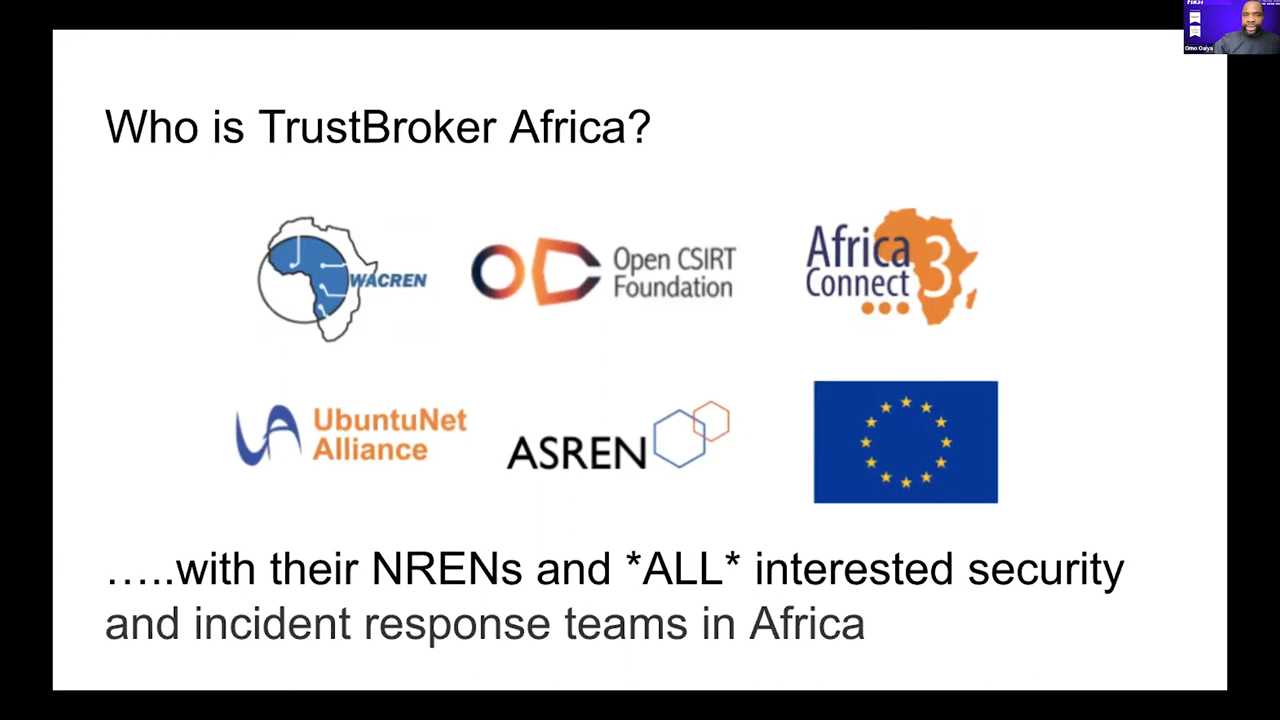 Who is TrustBroker Africa?
WACREN
Open CSIRT
Foundation
Africa
Connect
3
UbuntuNet
Alliance
ASREN
…..with their NRENs and *ALL* interested security
and incident response teams in Africa